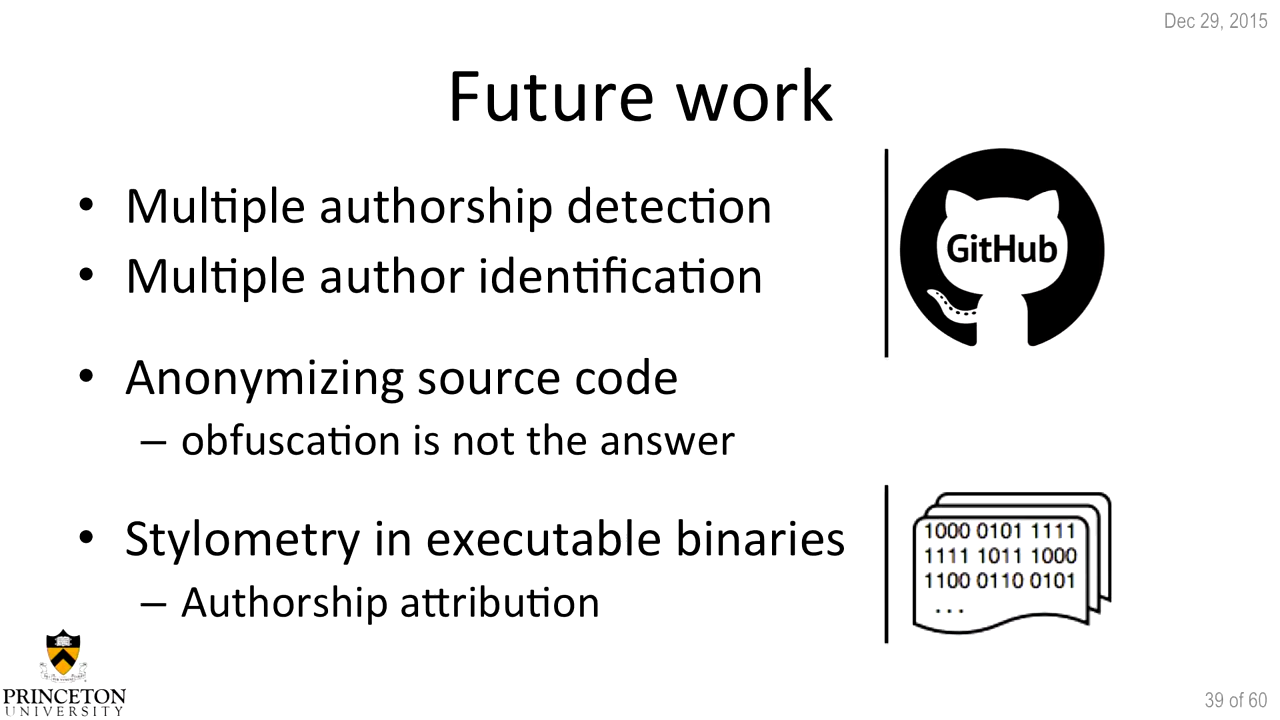 Dec 29, 2015
Future work
• Multiple authorship detection
• Multiple author identification
GitHub
• Anonymizing source code
– obfuscation is not the answer
• Stylometry in executable binaries
– Authorship attribution
1000 0101 1111
1111 1011 1000
1100 0110 0101
...
PRINCETON
UNIVERSITY
39 of 60